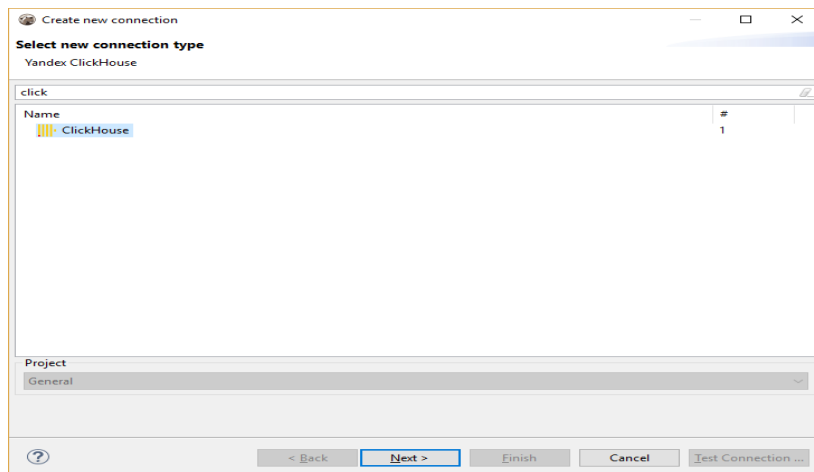 Create new connection
Select new connection type
Yandex ClickHouse
click
Name #
ClickHouse 1
Project
General
? < Back Next > Finish Cancel Test Connection ...